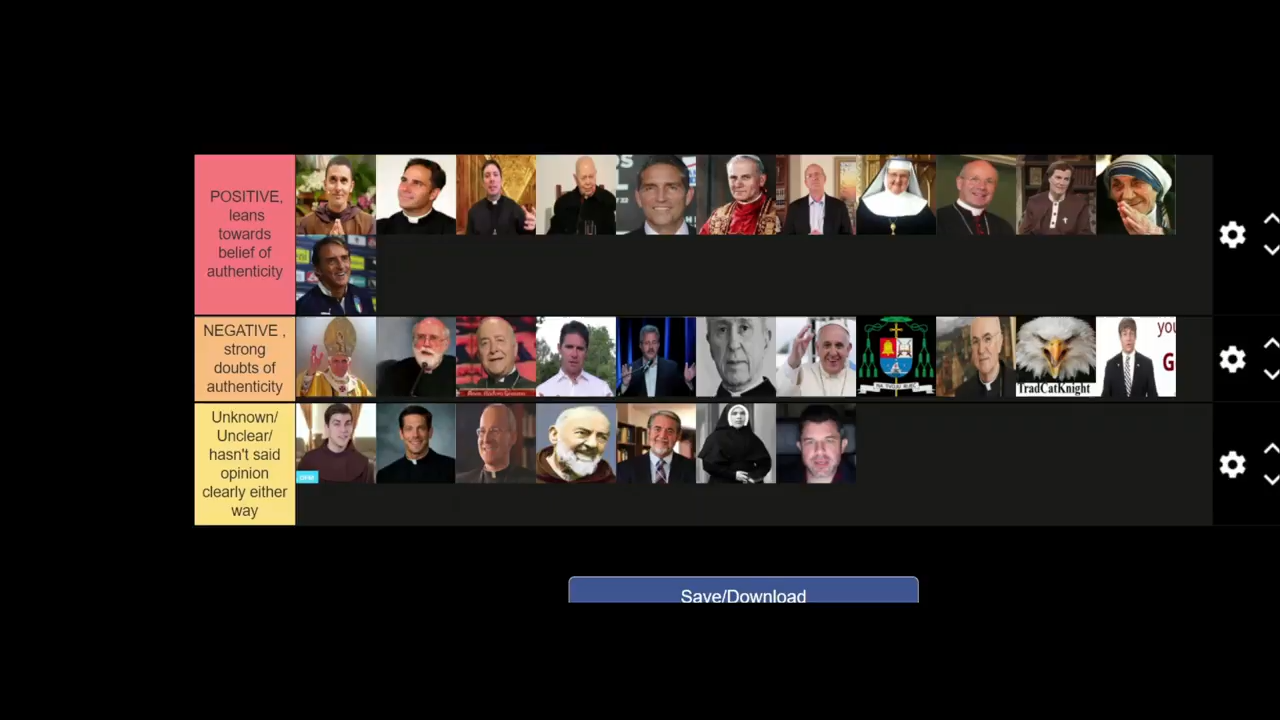 POSITIVE,
leans
towards
belief of
authenticity
NEGATIVE ,
strong
doubts of
authenticity
TradCatKnight
you
G
Unknown/
Unclear/
hasn't said
opinion
clearly either
way
Save/Download